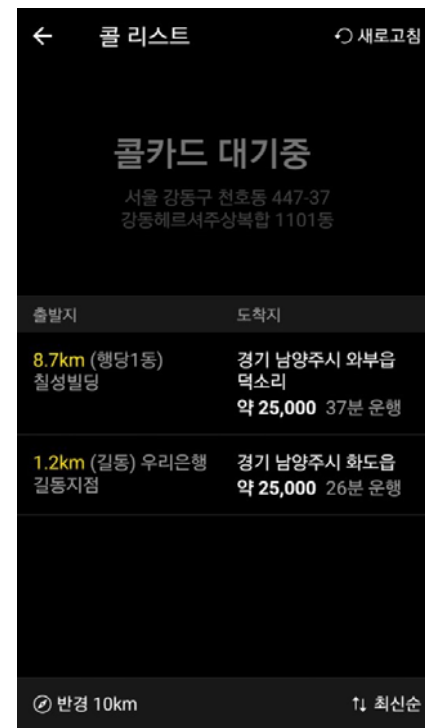 ← 콜 리스트 새로고침
콜카드 대기중
서울 강동구 천호동 447-37
강동헤르셔주상복합 1101동
출발지 도착지
8.7km (행당1동)
칠성빌딩
경기 남양주시 와부읍
덕소리
약 25,000 37분 운행
1.2km (길동) 우리은행
길동지점
경기 남양주시 화도읍
약 25,000 26분 운행
반경 10km ↑↓ 최신순